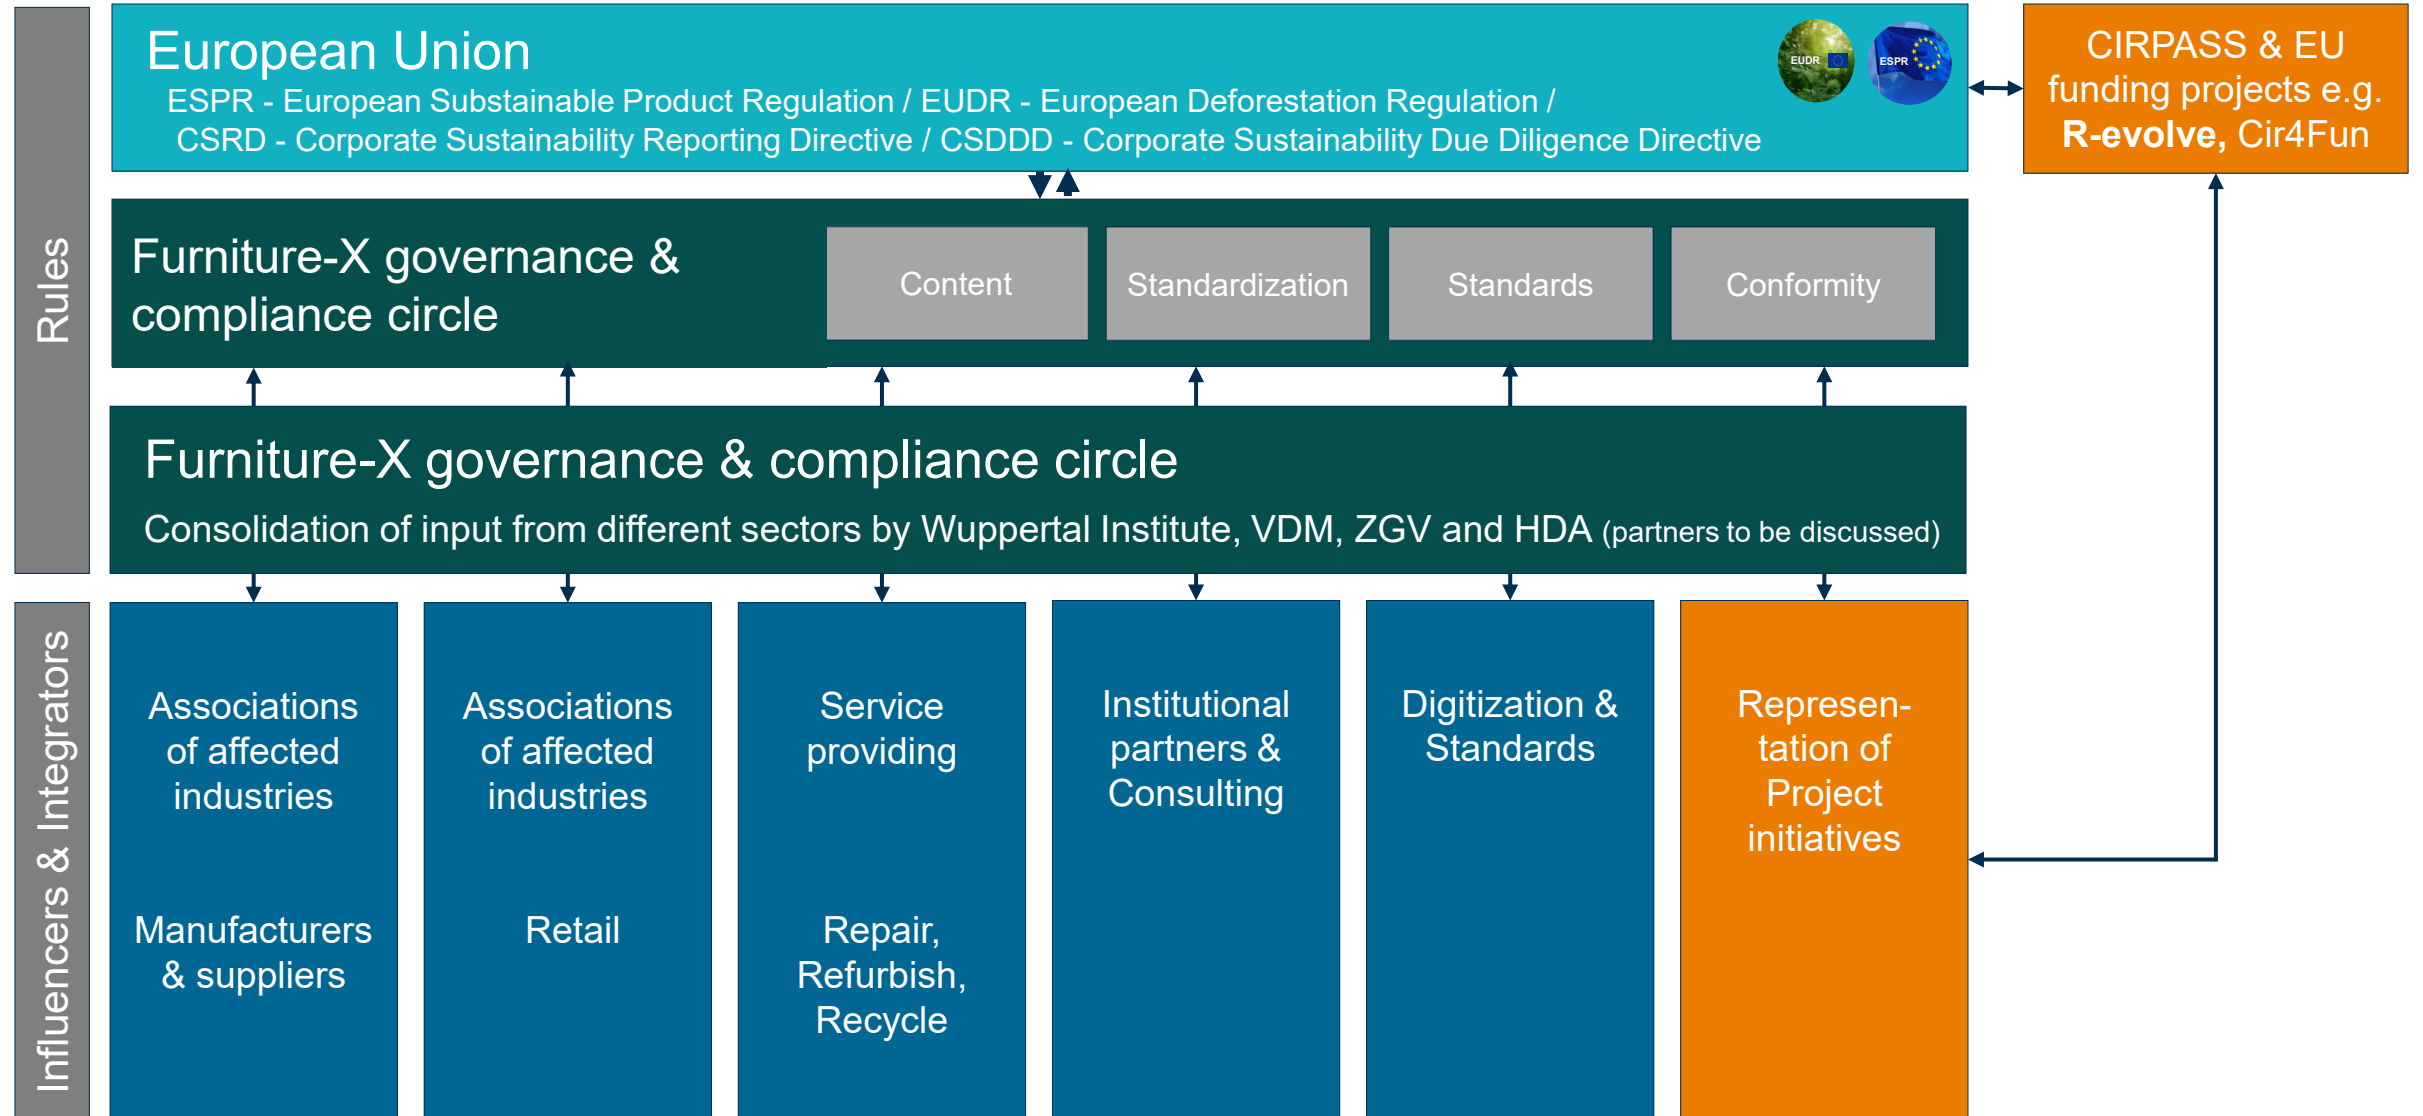 Rules
European Union
ESPR - European Substainable Product Regulation / EUDR - European Deforestation Regulation /
CSRD - Corporate Sustainability Reporting Directive / CSDDD - Corporate Sustainability Due Diligence Directive
EUDR
ESPR
CIRPASS & EU
funding projects e.g.
R-evolve, Cir4Fun
Furniture-X governance &
compliance circle
Content
Standardization
Standards
Conformity
Furniture-X governance & compliance circle
Consolidation of input from different sectors by Wuppertal Institute, VDM, ZGV and HDA (partners to be discussed)
Influencers & Integrators
Associations
of affected
industries
Manufacturers
& suppliers
Associations
of affected
industries
Retail
Service
providing
Repair,
Refurbish,
Recycle
Institutional
partners &
Consulting
Digitization &
Standards
Represen-
tation of
Project
initiatives